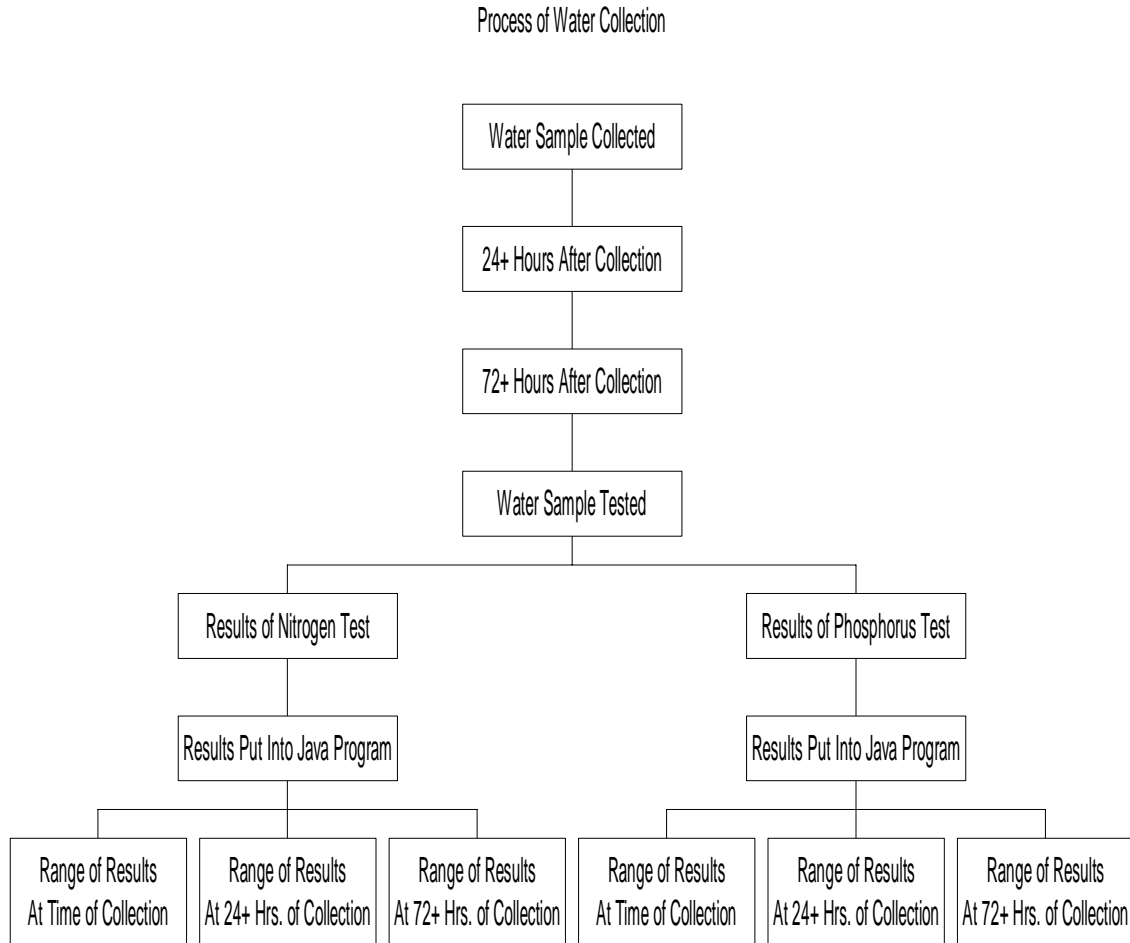 Process of Water Collection
Water Sample Collected
24+ Hours After Collection
72+ Hours After Collection
Water Sample Tested
Results of Nitrogen Test
Results of Phosphorus Test
Results Put Into Java Program
Results Put Into Java Program
Range of Results
At Time of Collection
Range of Results
At 24+ Hrs. of Collection
Range of Results
At 72+ Hrs. of Collection
Range of Results
At Time of Collection
Range of Results
At 24+ Hrs. of Collection
Range of Results
At 72+ Hrs. of Collection